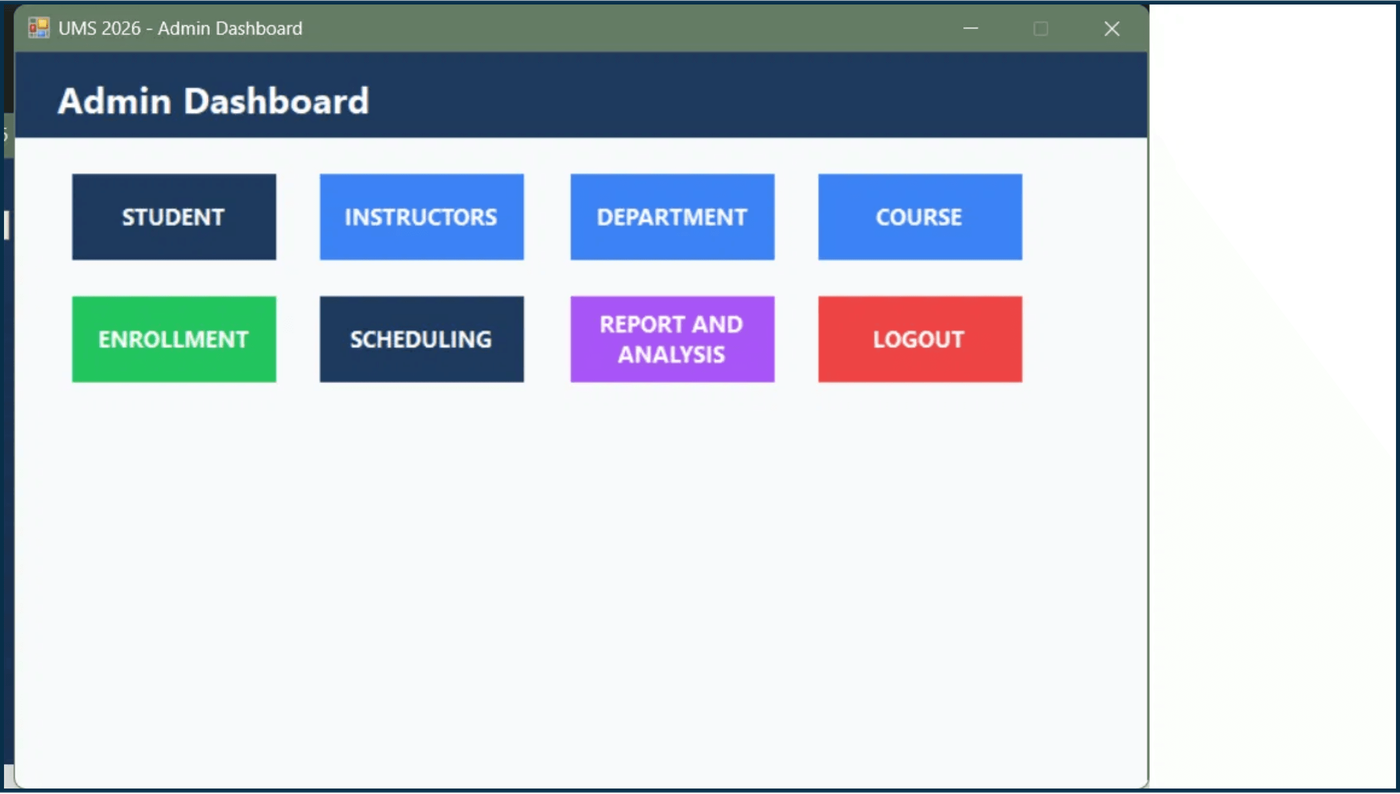 UMS 2026 - Admin Dashboard
Admin Dashboard
STUDENT
INSTRUCTORS
DEPARTMENT
COURSE
ENROLLMENT
SCHEDULING
REPORT AND
ANALYSIS
LOGOUT